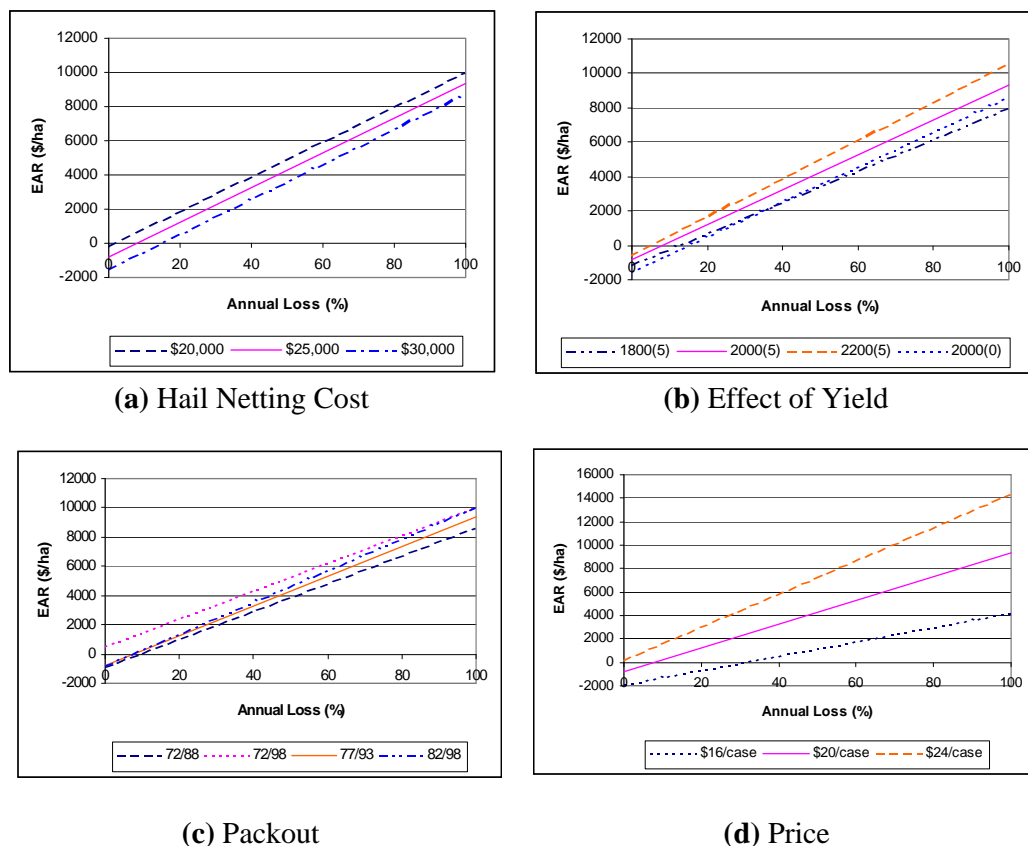 12000
10000
8000
6000
4000
2000
0
-2000
EAR ($/ha)
0 20 40 60 80 100
Annual Loss (%)
$20,000 $25,000 $30,000
(a) Hail Netting Cost
12000
10000
8000
6000
4000
2000
0
-2000
EAR ($/ha)
0 20 40 60 80 100
Annual Loss (%)
1800(5) 2000(5) 2200(5) 2000(0)
(b) Effect of Yield
12000
10000
8000
6000
4000
2000
0
-2000
EAR ($/ha)
0 20 40 60 80 100
Annual Loss (%)
72/88 72/98 77/93 82/98
(c) Packout
16000
14000
12000
10000
8000
6000
4000
2000
0
-2000
EAR ($/ha)
0 20 40 60 80 100
Annual Loss (%)
$16/case $20/case $24/case
(d) Price